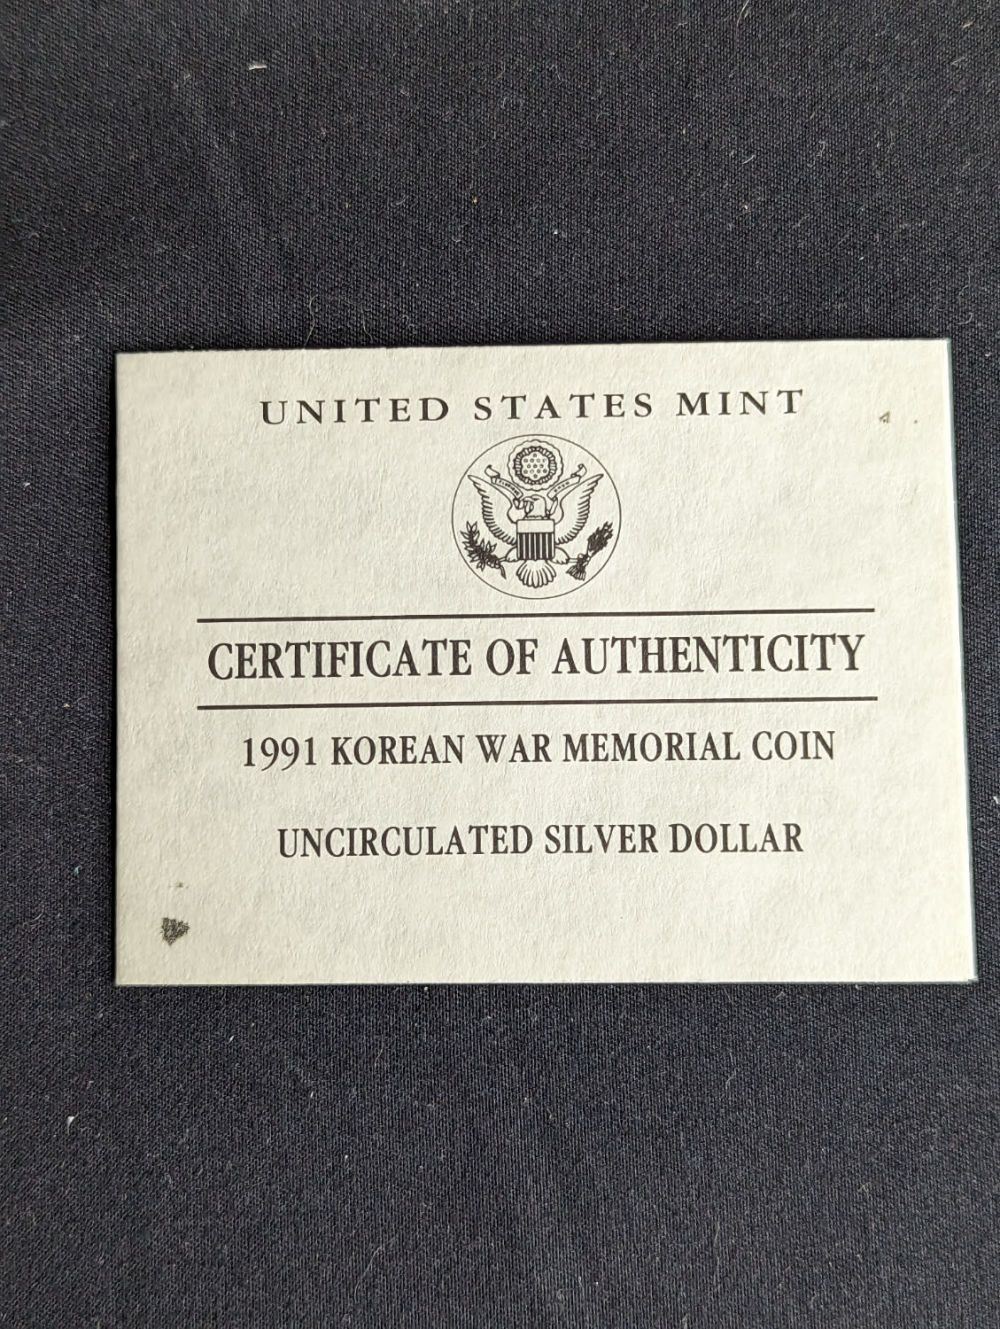 UNITED STATES MINT
CERTIFICATE OF AUTHENTICITY
1991 KOREAN WAR MEMORIAL COIN
UNCIRCULATED SILVER DOLLAR